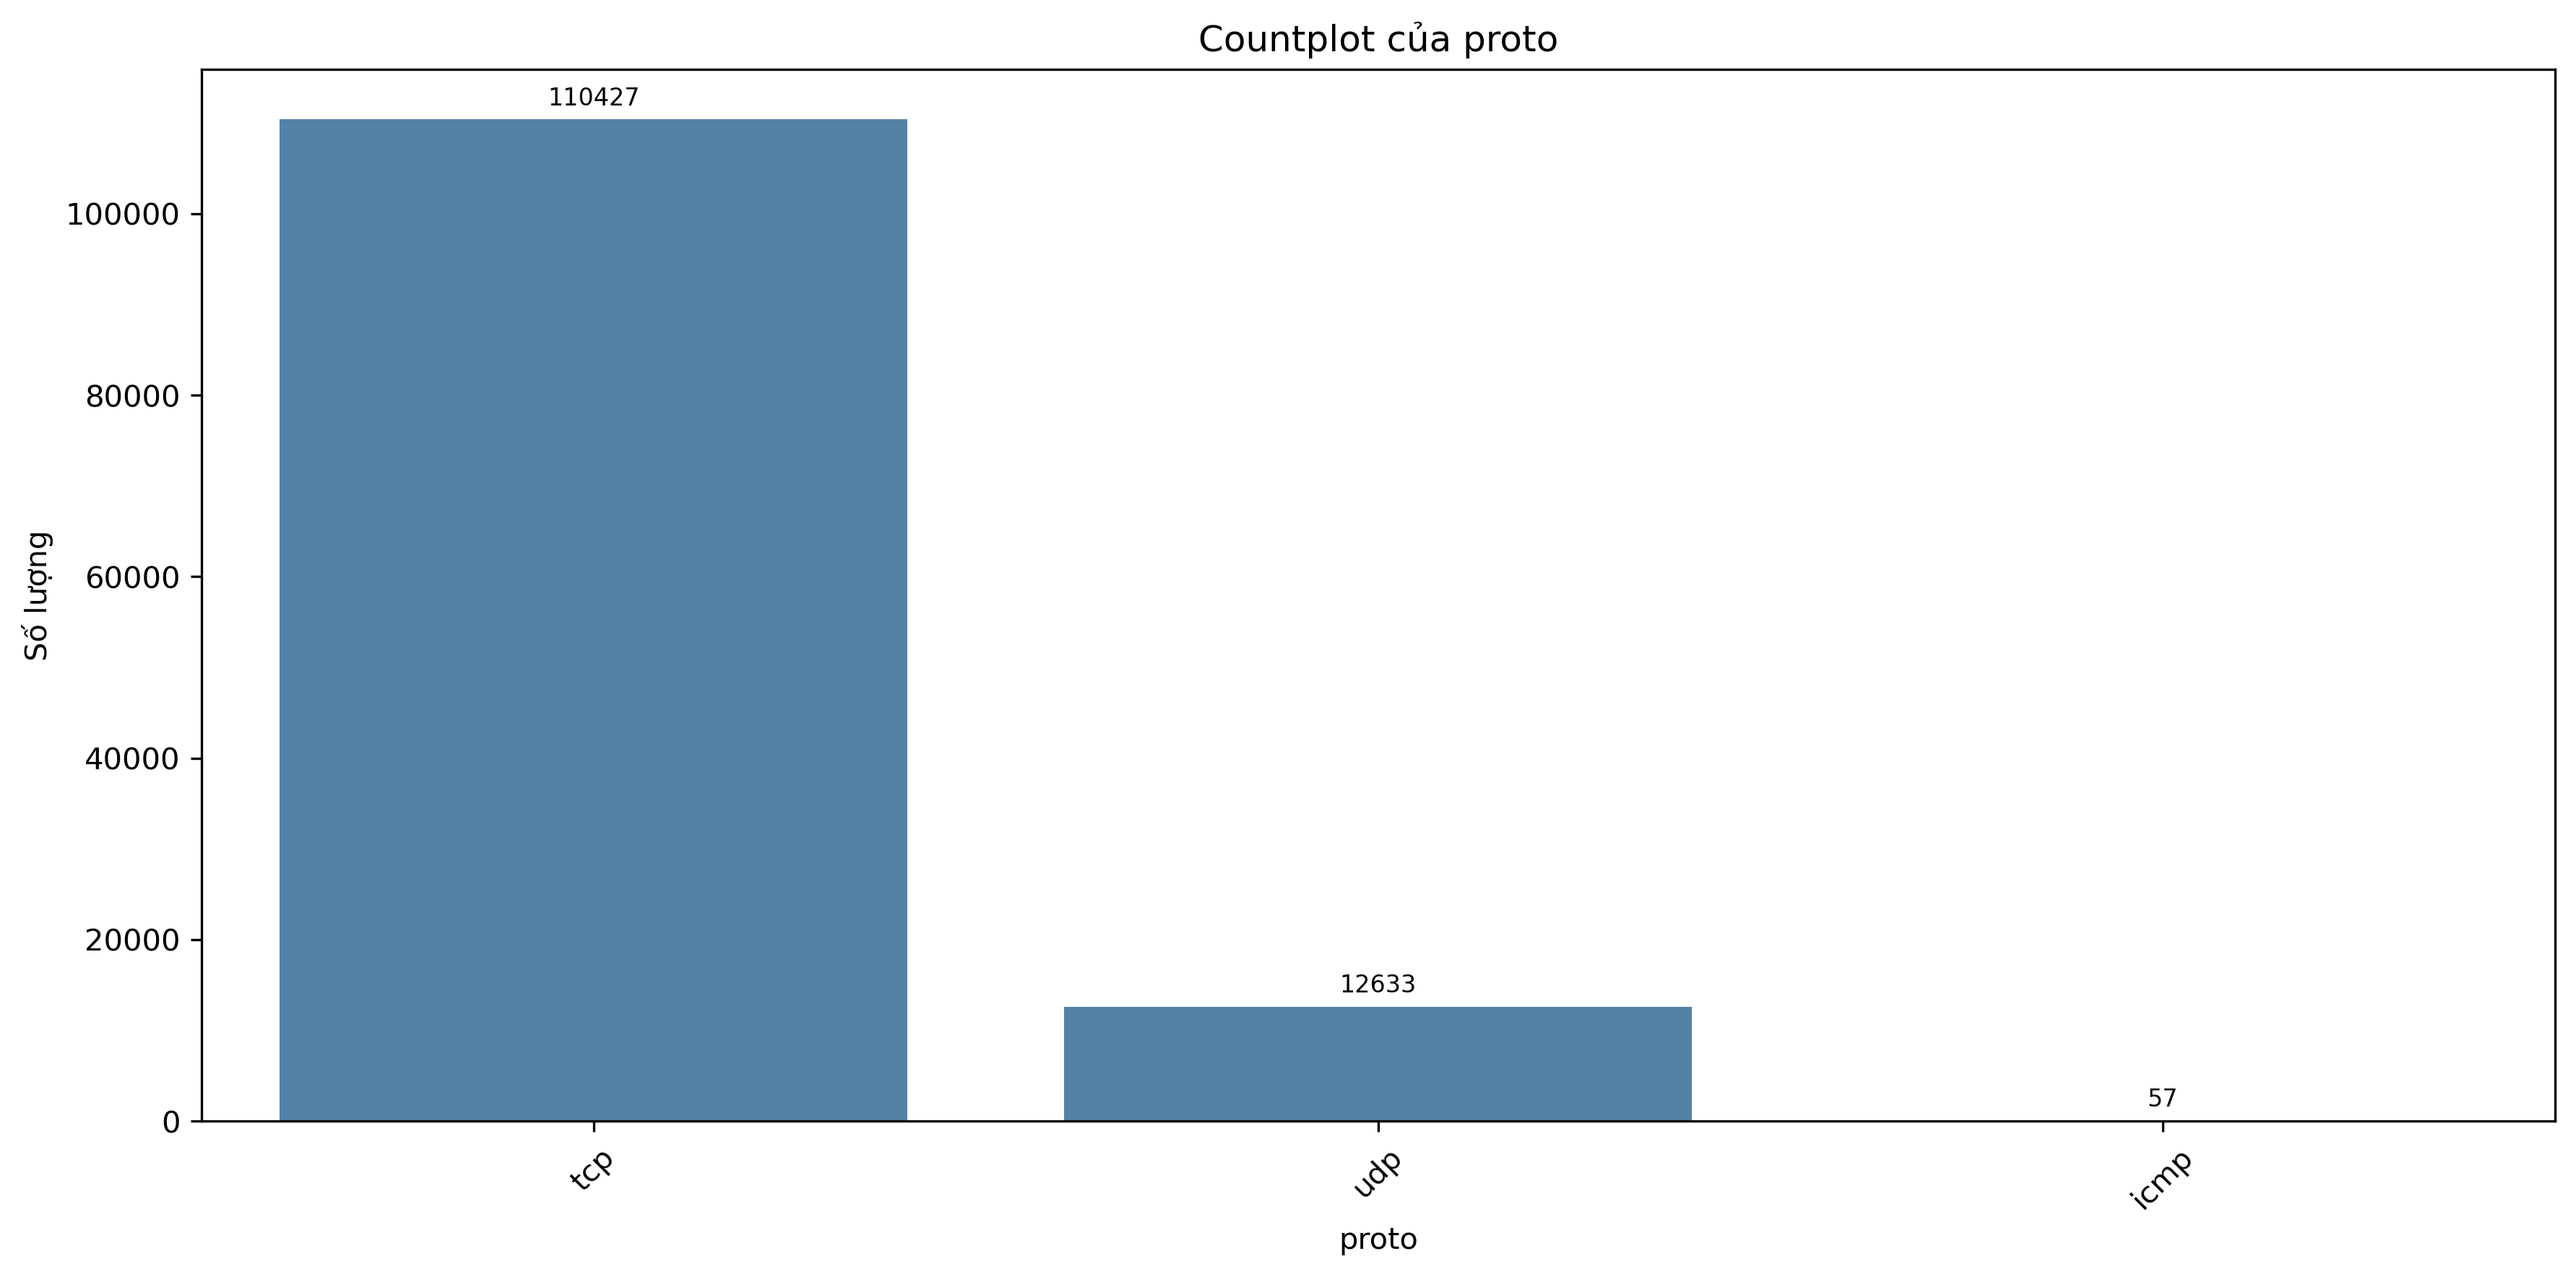 Countplot của proto
110427
100000
80000
60000
40000
20000
0
Số lượng
12633
57
tcp
udp
icmp
proto